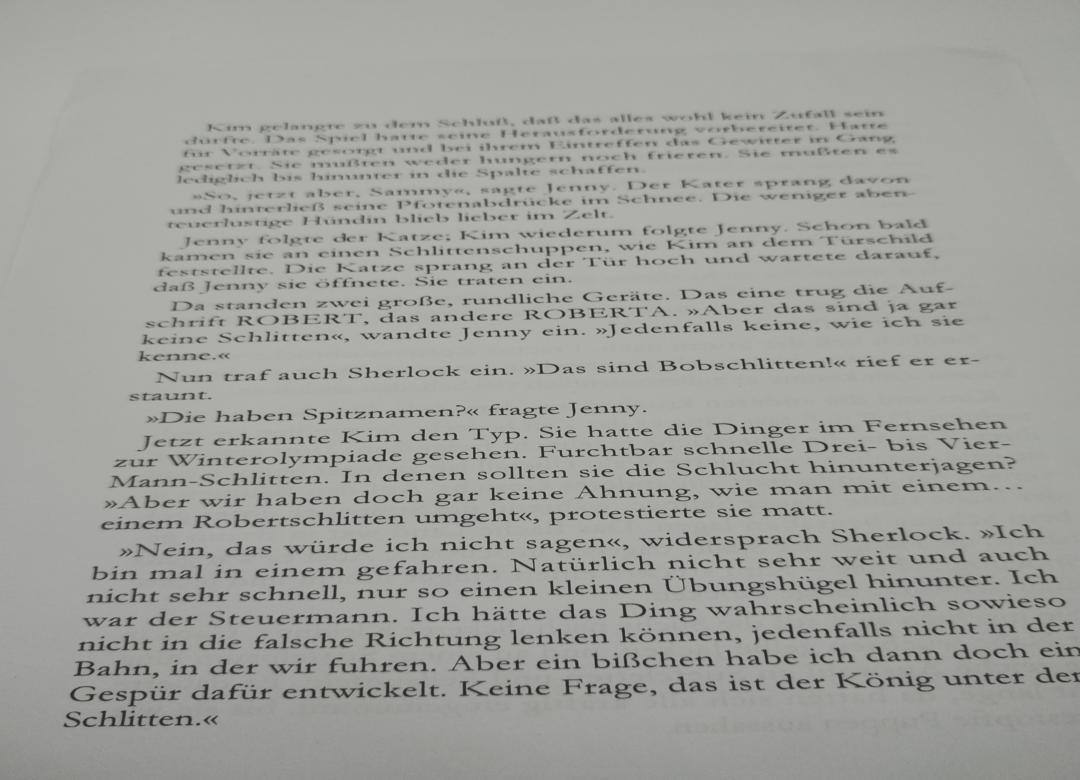 Kim gelangte zu dem Schluß, daß das alles wohl kein Zufall sein
durfte. Das Spiel hatte seine Herausforderung vorbereitet. Hatte
für Vorräte gesorgt und bei ihrem Eintreffen das Gewitter in Gang
gesetzt. Sie mußten weder hungern noch frieren. Sie mußten es
lediglich bis hinunter in die Spalte schaffen.
»So, jetzt aber, Sammy«, sagte Jenny. Der Kater sprang davon
und hinterließ seine Pfotenabdrücke im Schnee. Die weniger aben-
teuerlustige Hündin blieb lieber im Zelt.
Jenny folgte der Katze; Kim wiederum folgte Jenny. Schon bald
kamen sie an einen Schlittenschuppen, wie Kim an dem Türschild
feststellte. Die Katze sprang an der Tür hoch und wartete darauf,
daß Jenny sie öffnete. Sie traten ein.
Da standen zwei große, rundliche Geräte. Das eine trug die Auf-
schrift ROBERT, das andere ROBERTA. »Aber das sind ja gar
keine Schlitten«, wandte Jenny ein. »Jedenfalls keine, wie ich sie
kenne.«
Nun traf auch Sherlock ein. »Das sind Bobschlitten!« rief er er-
staunt.
»Die haben Spitznamen?« fragte Jenny.
Jetzt erkannte Kim den Typ. Sie hatte die Dinger im Fernsehen
zur Winterolympiade gesehen. Furchtbar schnelle Drei- bis Vier-
Mann-Schlitten. In denen sollten sie die Schlucht hinunterjagen?
»Aber wir haben doch gar keine Ahnung, wie man mit einem...
einem Robertschlitten umgeht«, protestierte sie matt.
»Nein, das würde ich nicht sagen«, widersprach Sherlock. »Ich
bin mal in einem gefahren. Natürlich nicht sehr weit und auch
nicht sehr schnell, nur so einen kleinen Übungshügel hinunter. Ich
war der Steuermann. Ich hätte das Ding wahrscheinlich sowieso
nicht in die falsche Richtung lenken können, jedenfalls nicht in der
Bahn, in der wir fuhren. Aber ein bißchen habe ich dann doch ein
Gespür dafür entwickelt. Keine Frage, das ist der König unter den
Schlitten.«